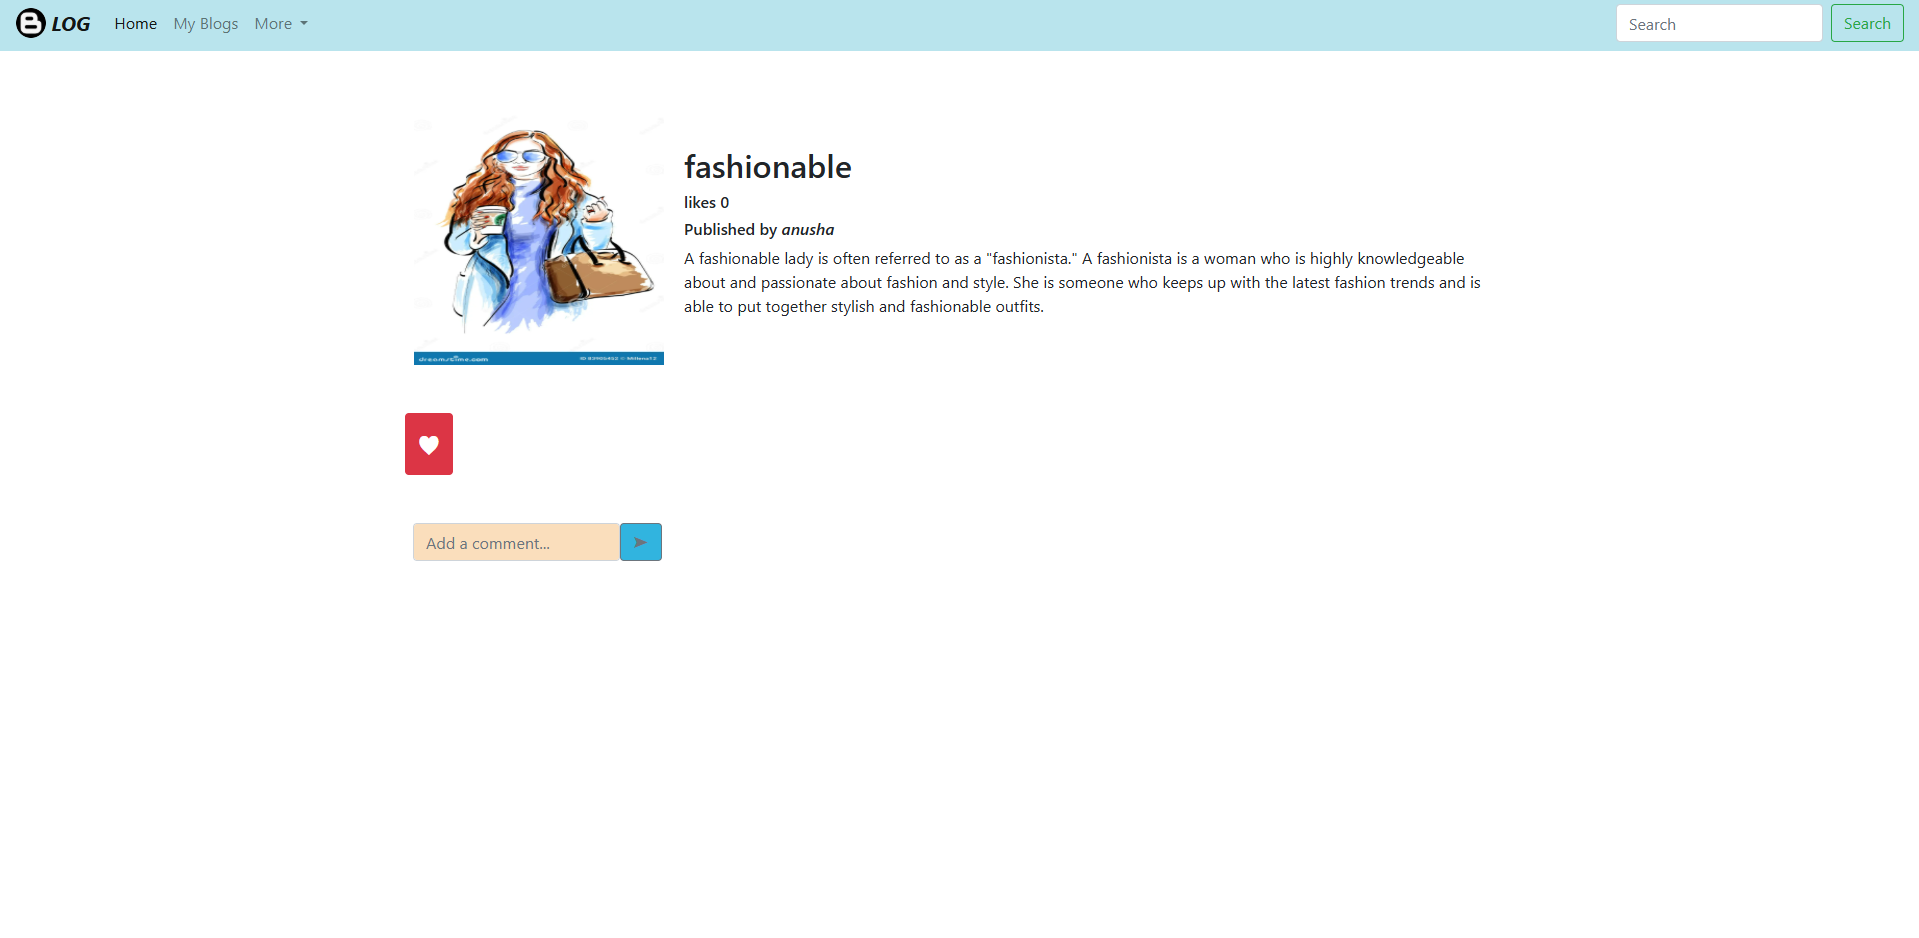 B LOG Home My Blogs More Search Search
fashionable
likes 0
Published by anusha
A fashionable lady is often referred to as a "fashionista." A fashionista is a woman who is highly knowledgeable
about and passionate about fashion and style. She is someone who keeps up with the latest fashion trends and is
able to put together stylish and fashionable outfits.
dreamstime.com
Add a comment...